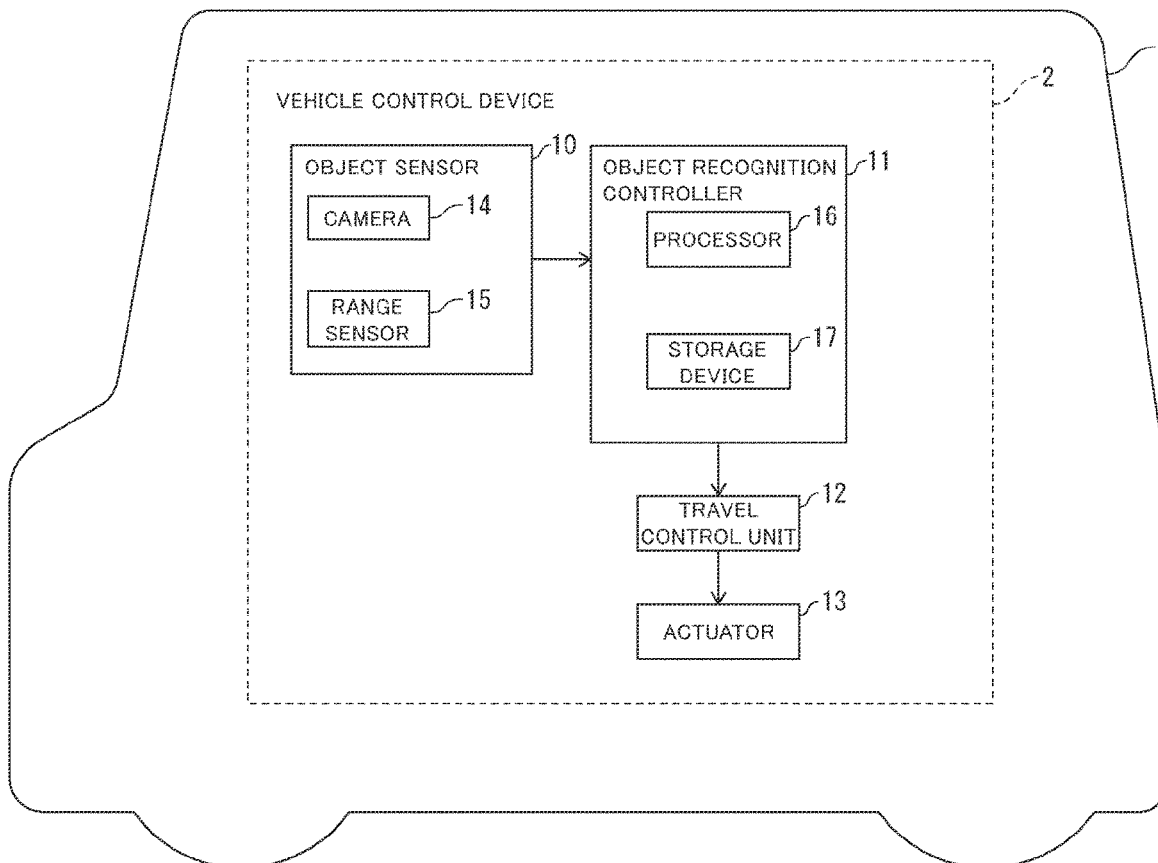 2
VEHICLE CONTROL DEVICE
10
OBJECT SENSOR
CAMERA
14
RANGE
SENSOR
15
11
OBJECT RECOGNITION
CONTROLLER
PROCESSOR
16
STORAGE
DEVICE
17
TRAVEL
CONTROL UNIT
12
ACTUATOR
13